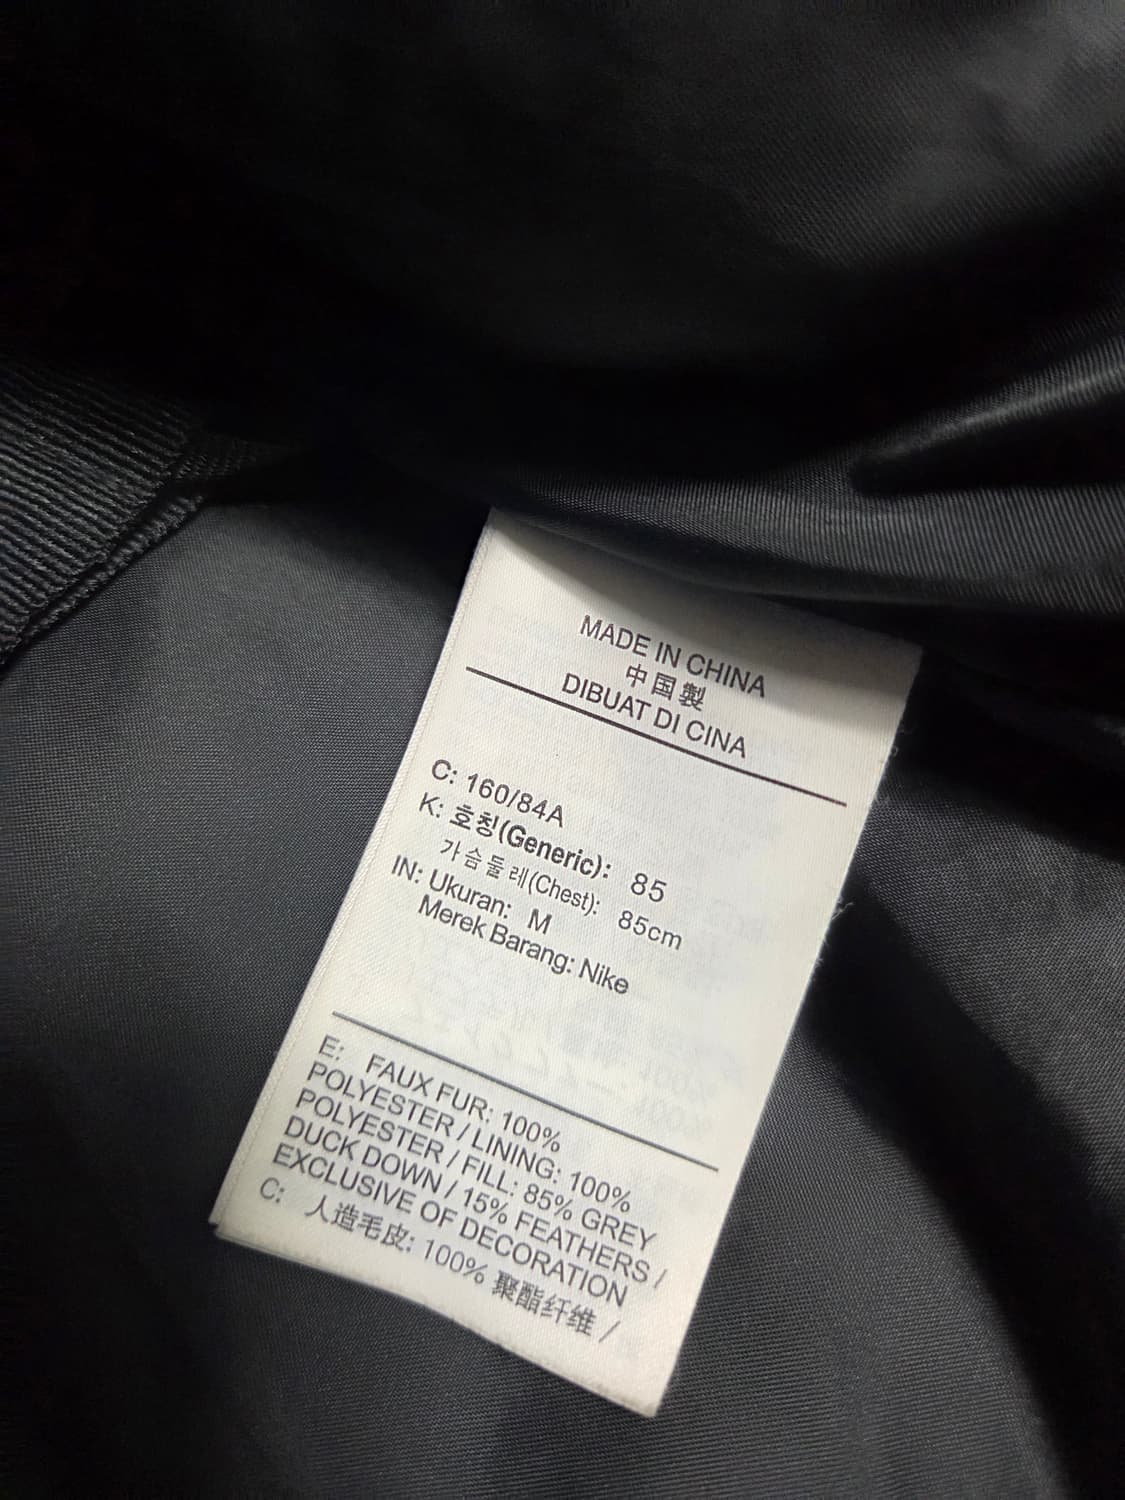 MADE IN CHINA
中国製
DIBUAT DI CINA
C: 160/84A
K: 호칭(Generic): 85
가슴둘레(Chest): 85cm
IN: Ukuran: M
Merek Barang: Nike
E: FAUX FUR: 100%
POLYESTER / LINING: 100%
POLYESTER / FILL: 85% GREY
DUCK DOWN / 15% FEATHERS /
EXCLUSIVE OF DECORATION
C: 人造毛皮: 100% 聚酯纤维 /